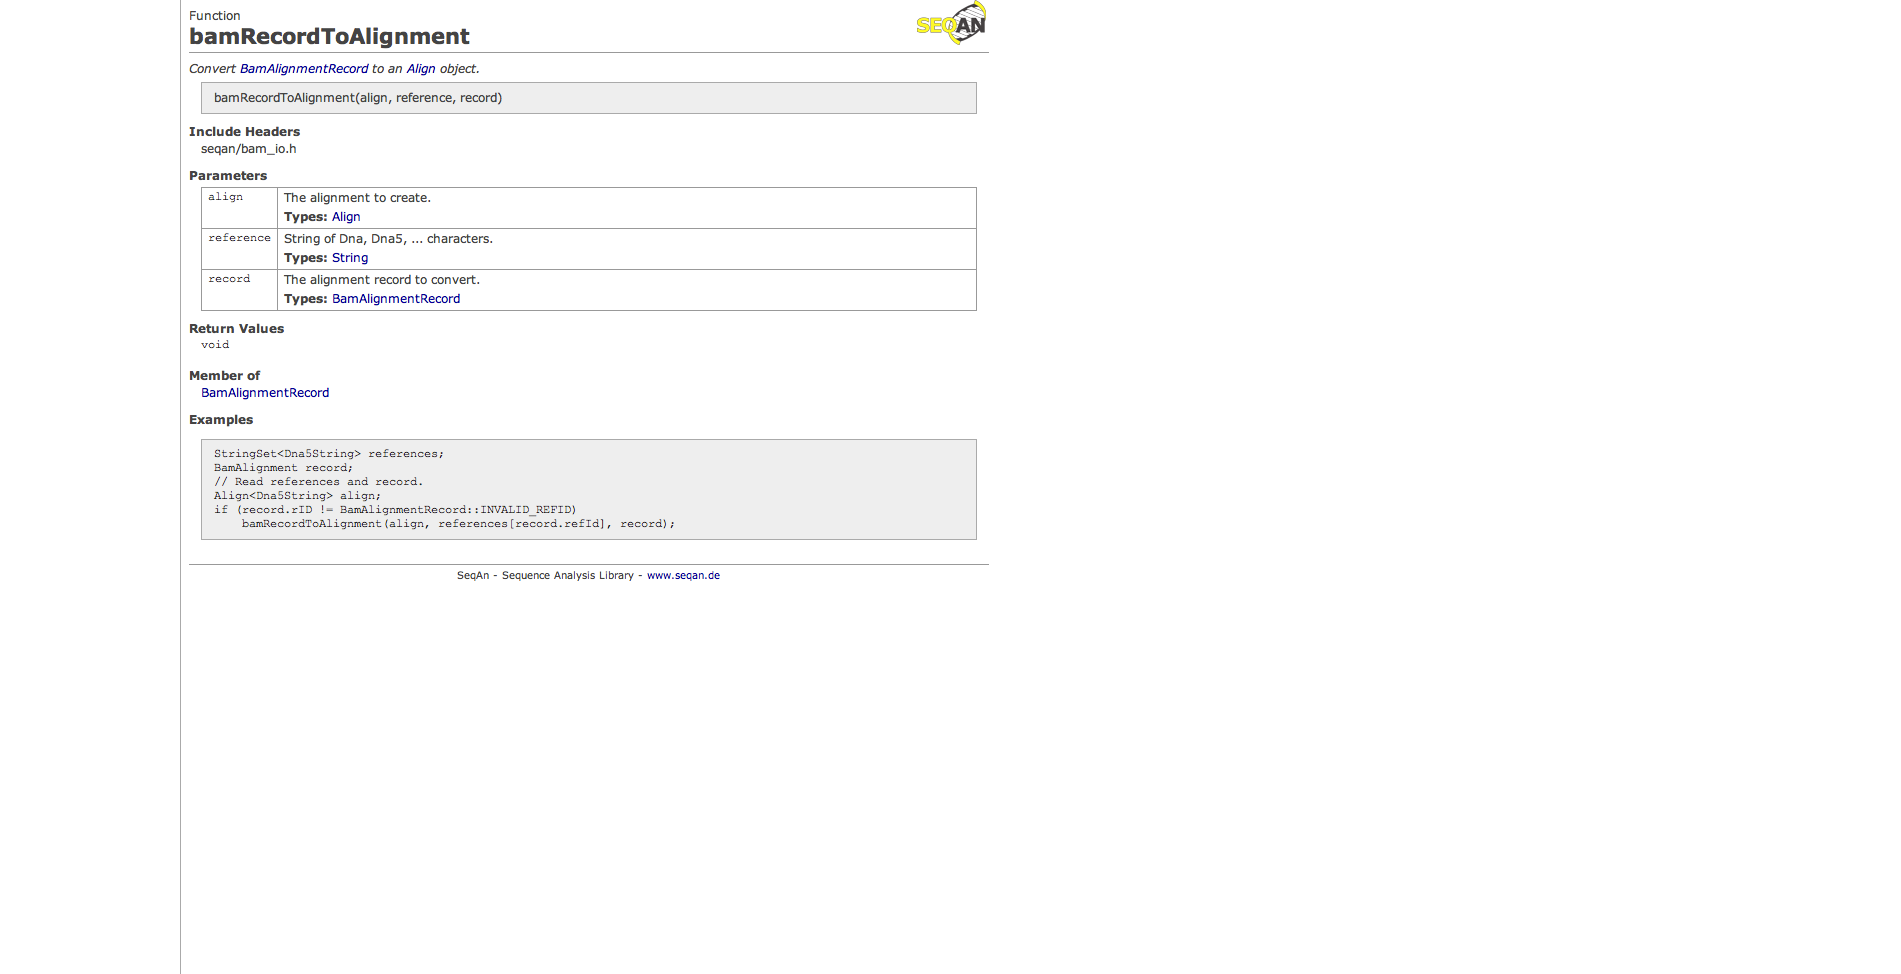 Function
SEQAN
bamRecordToAlignment
Convert BamAlignmentRecord to an Align object.
bamRecordToAlignment(align, reference, record)
Include Headers
seqan/bam_io.h
Parameters
align The alignment to create.
Types: Align
reference String of Dna, Dna5, ... characters.
Types: String
record The alignment record to convert.
Types: BamAlignmentRecord
Return Values
void
Member of
BamAlignmentRecord
Examples
StringSet<Dna5String> references;
BamAlignment record;
// Read references and record.
Align<Dna5String> align;
if (record.rID != BamAlignmentRecord::INVALID_REFID)
    bamRecordToAlignment(align, references[record.refId], record);
SeqAn - Sequence Analysis Library - www.seqan.de